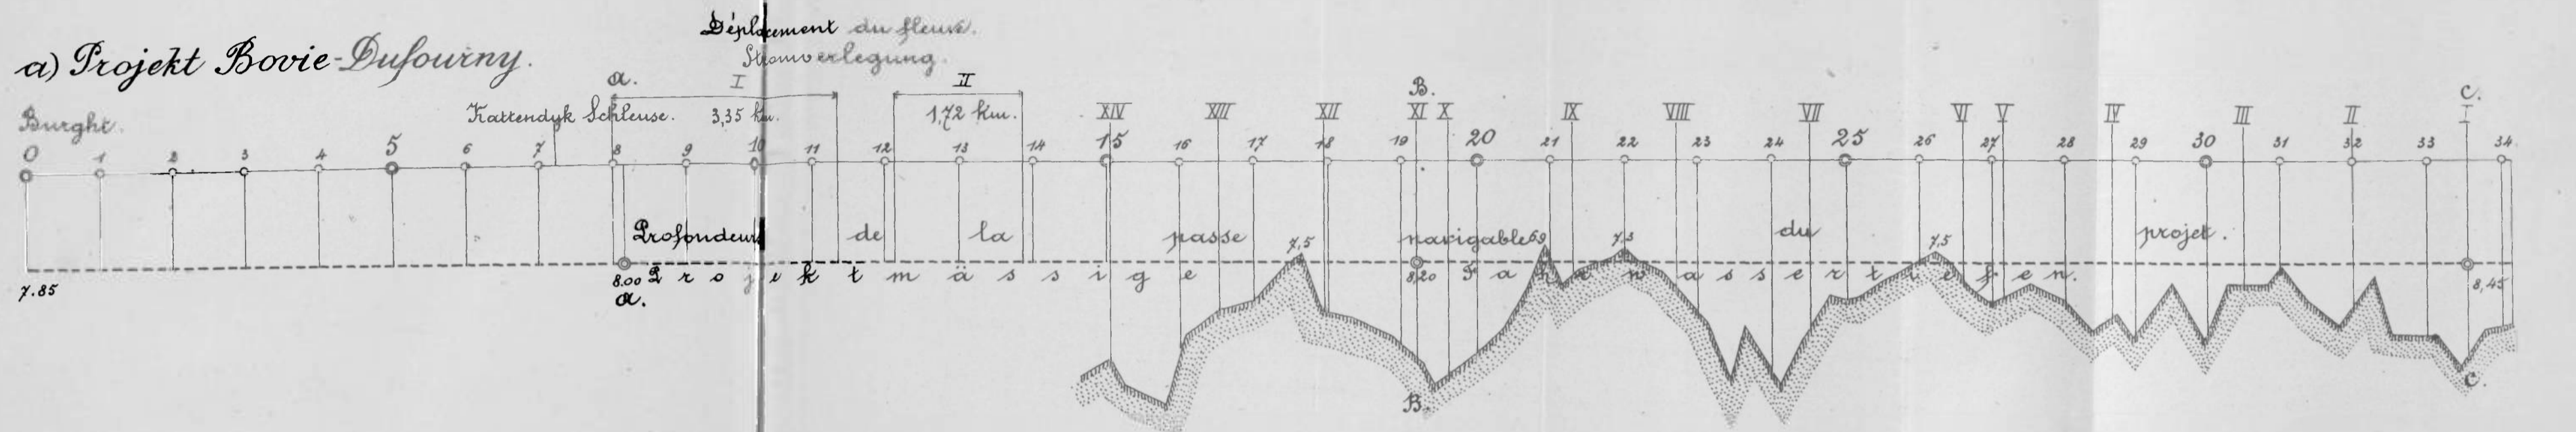 Déplacement du fleuve.
a) Projekt Bovie-Dufourny.
Stromverlegung.
a. I II B. C.
Burght. Kattendyk Schleuse. 3,35 km. 1,72 km. XIV XIII XII XI X IX VIII VII VI V IV III II I
0 1 2 3 4 5 6 7 8 9 10 11 12 13 14 15 16 17 18 19 20 21 22 23 24 25 26 27 28 29 30 31 32 33 34
Profondeurs de la passe navigable du projet.
7,5 6,9 7,3 7,5
Projektmässige Fahrwassertiefen.
7.85 8.00 8,20 8,45
a. B. C.